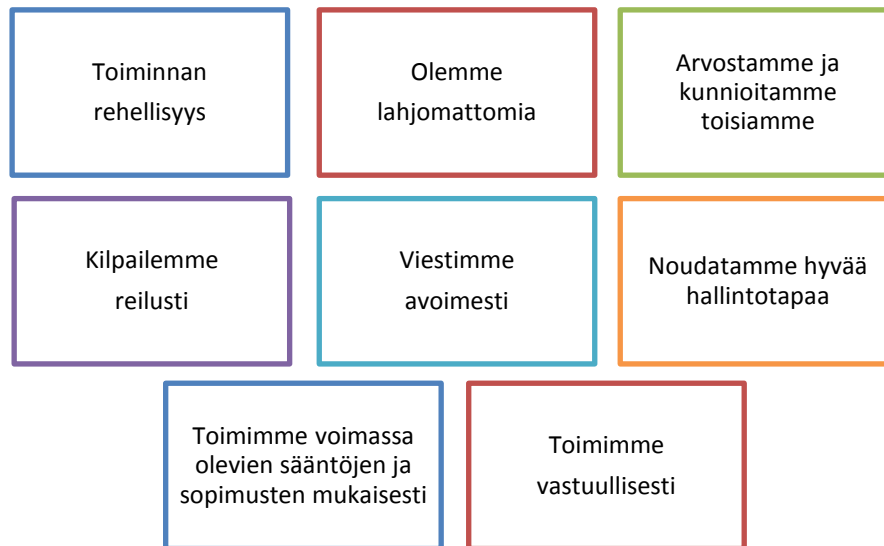 Toiminnan
rehellisyys
Olemme
lahjomattomia
Arvostamme ja
kunnioitamme
toisiamme
Kilpailemme
reilusti
Viestimme
avoimesti
Noudatamme hyvää
hallintotapaa
Toimimme voimassa
olevien sääntöjen ja
sopimusten mukaisesti
Toimimme
vastuullisesti